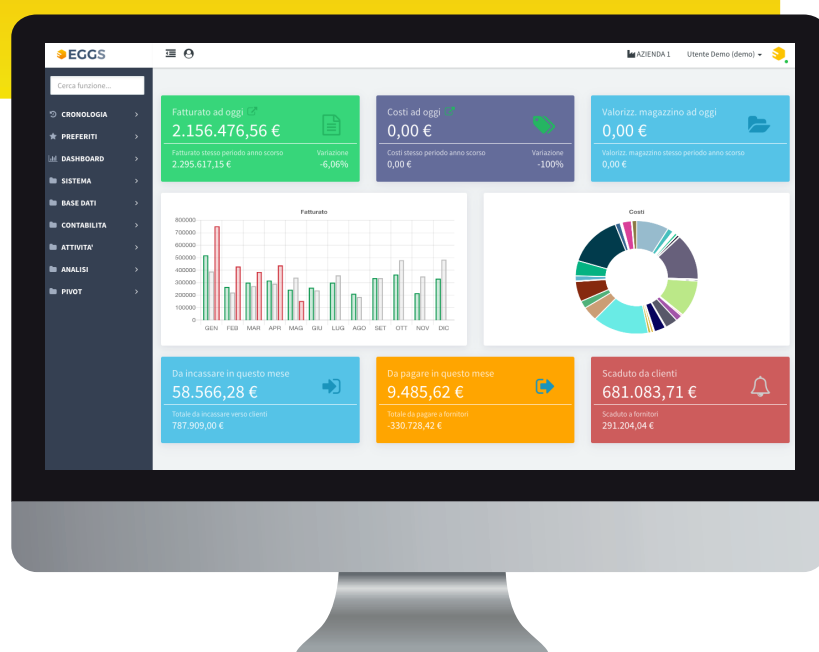 EGGS
AZIENDA 1
Utente Demo (demo)
Cerca funzione...
CRONOLOGIA
PREFERITI
DASHBOARD
SISTEMA
BASE DATI
CONTABILITA
ATTIVITA'
ANALISI
PIVOT
Fatturato ad oggi
2.156.476,56 €
Fatturato stesso periodo anno scorso
Variazione
2.295.617,15 €
-6,06%
Costi ad oggi
0,00 €
Costi stesso periodo anno scorso
Variazione
0,00 €
-100%
Valorizz. magazzino ad oggi
0,00 €
Valorizz. magazzino stesso periodo anno scorso
0,00 €
Fatturato
800000
700000
600000
500000
400000
300000
200000
100000
0
GEN FEB MAR APR MAG GIU LUG AGO SET OTT NOV DIC
Costi
Da incassare in questo mese
58.566,28 €
Totale da incassare verso clienti
787.909,00 €
Da pagare in questo mese
9.485,62 €
Totale da pagare a fornitori
-330.728,42 €
Scaduto da clienti
681.083,71 €
Scaduto a fornitori
291.204,04 €